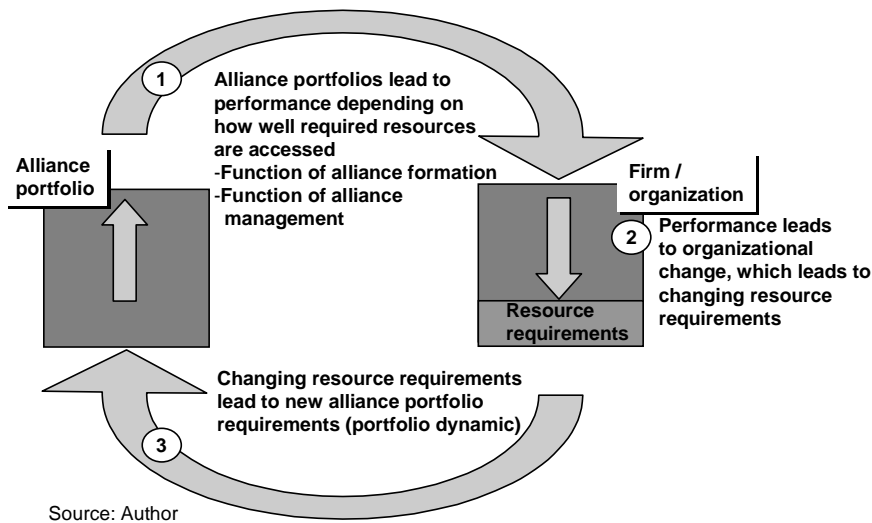 1
Alliance portfolios lead to
performance depending on
how well required resources
are accessed
-Function of alliance formation
-Function of alliance
management
Alliance
portfolio
Firm /
organization
2
Performance leads
to organizational
change, which leads to
changing resource
requirements
Resource
requirements
Changing resource requirements
lead to new alliance portfolio
requirements (portfolio dynamic)
3
Source: Author